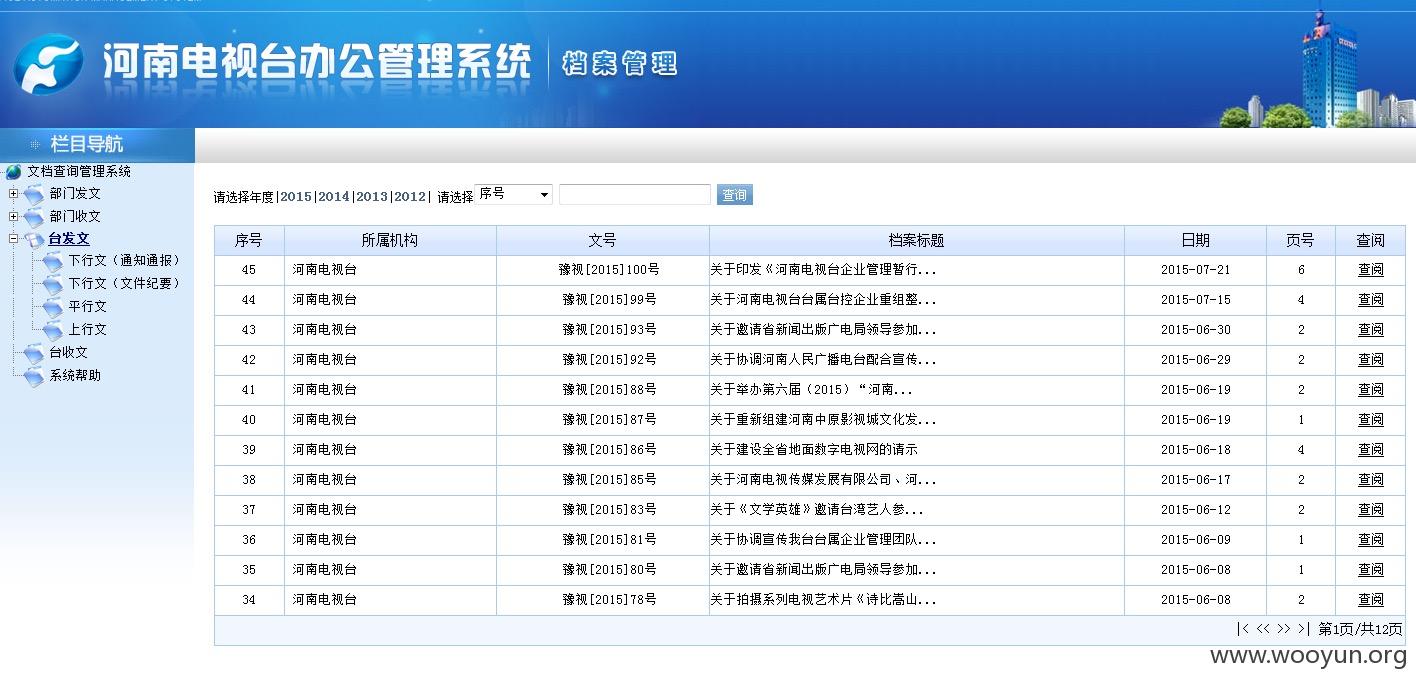 河南电视台办公管理系统 档案管理
栏目导航
文档查询管理系统
部门发文
部门收文
台发文
下行文（通知通报）
下行文（文件纪要）
平行文
上行文
台收文
系统帮助
请选择年度|2015|2014|2013|2012| 请选择 序号 查询
序号 所属机构 文号 档案标题 日期 页号 查阅
45 河南电视台 豫视[2015]100号 关于印发《河南电视台企业管理暂行... 2015-07-21 6 查阅
44 河南电视台 豫视[2015]99号 关于河南电视台台属台控企业重组整... 2015-07-15 4 查阅
43 河南电视台 豫视[2015]93号 关于邀请省新闻出版广电局领导参加... 2015-06-30 2 查阅
42 河南电视台 豫视[2015]92号 关于协调河南人民广播电台配合宣传... 2015-06-29 2 查阅
41 河南电视台 豫视[2015]88号 关于举办第六届（2015）“河南... 2015-06-19 2 查阅
40 河南电视台 豫视[2015]87号 关于重新组建河南中原影视城文化发... 2015-06-19 1 查阅
39 河南电视台 豫视[2015]86号 关于建设全省地面数字电视网的请示 2015-06-18 4 查阅
38 河南电视台 豫视[2015]85号 关于河南电视传媒发展有限公司、河... 2015-06-17 2 查阅
37 河南电视台 豫视[2015]83号 关于《文学英雄》邀请台湾艺人参... 2015-06-12 2 查阅
36 河南电视台 豫视[2015]81号 关于协调宣传我台台属企业管理团队... 2015-06-09 1 查阅
35 河南电视台 豫视[2015]80号 关于邀请省新闻出版广电局领导参加... 2015-06-08 1 查阅
34 河南电视台 豫视[2015]78号 关于拍摄系列电视艺术片《诗比嵩山... 2015-06-08 2 查阅
|< << >> >| 第1页/共12页
www.wooyun.org